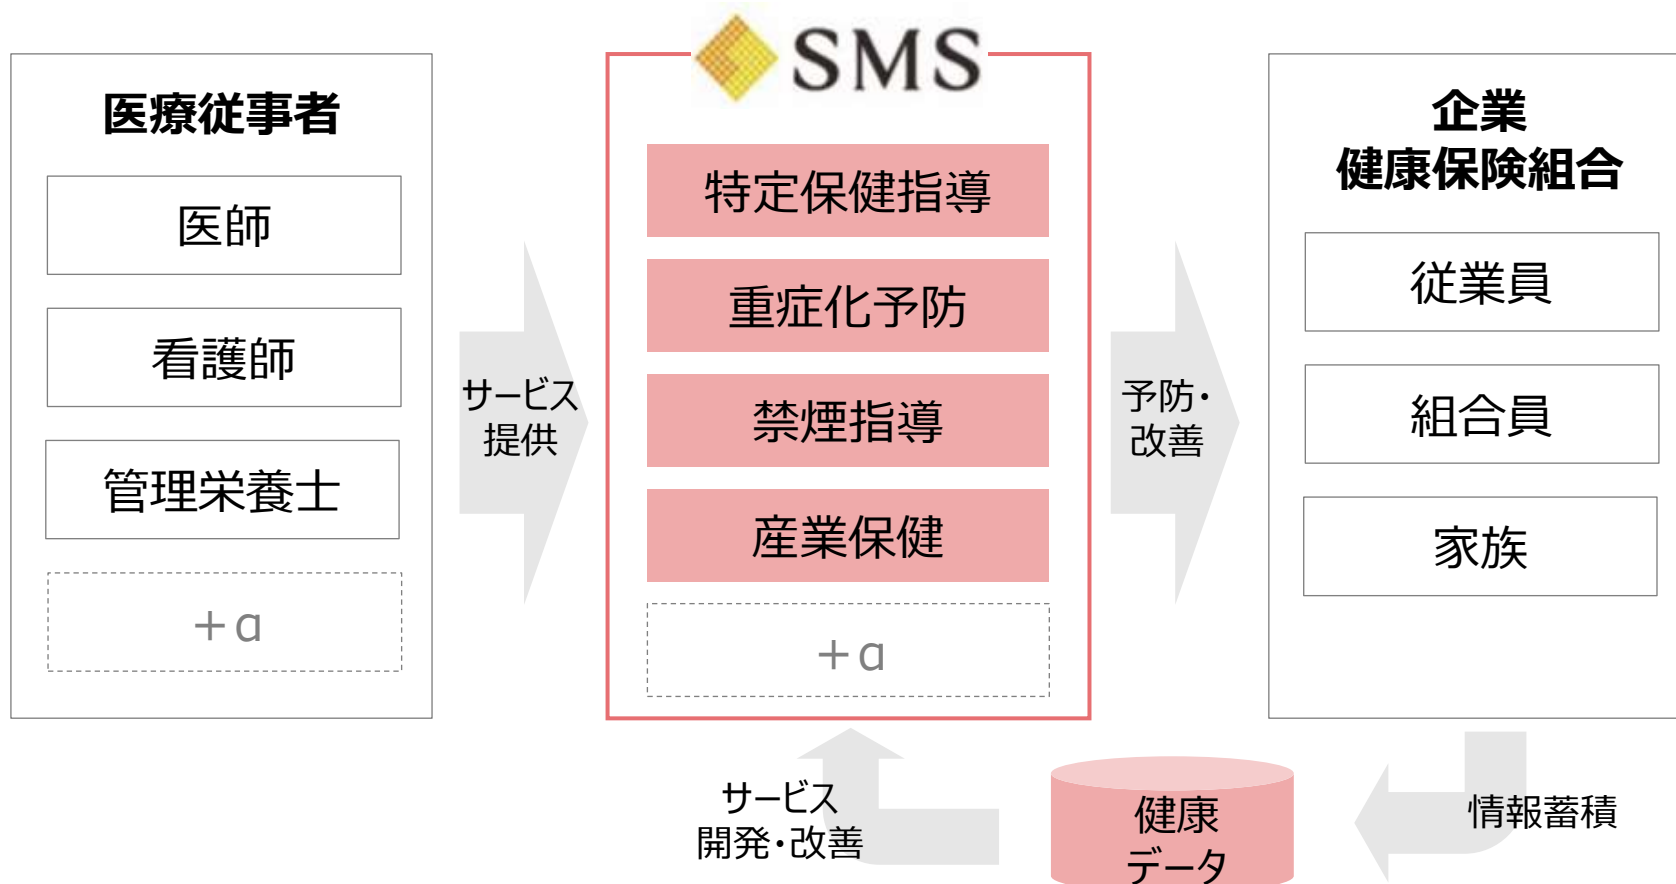 医療従事者
医師
看護師
管理栄養士
＋α
サービス
提供
SMS
特定保健指導
重症化予防
禁煙指導
産業保健
＋α
予防・
改善
企業
健康保険組合
従業員
組合員
家族
情報蓄積
健康
データ
サービス
開発・改善